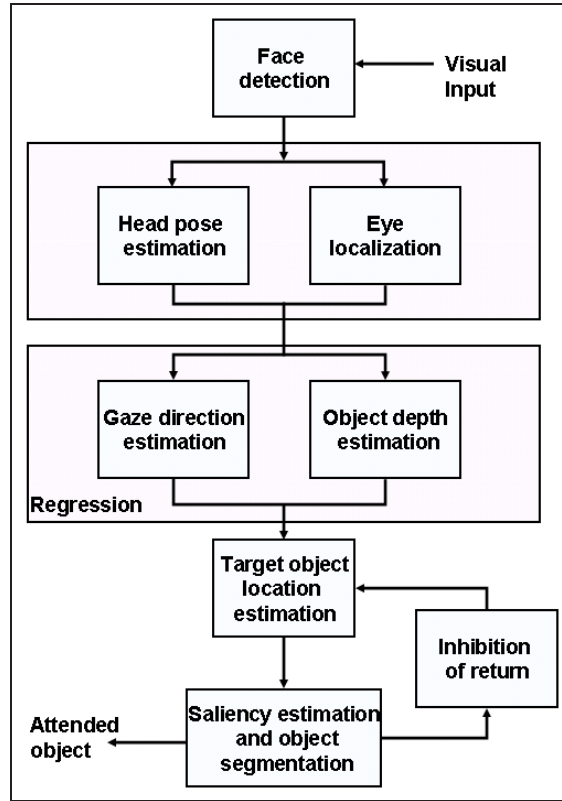 Face
detection
Visual
Input
Head pose
estimation
Eye
localization
Gaze direction
estimation
Object depth
estimation
Regression
Target object
location
estimation
Inhibition
of return
Saliency estimation
and object
segmentation
Attended
object